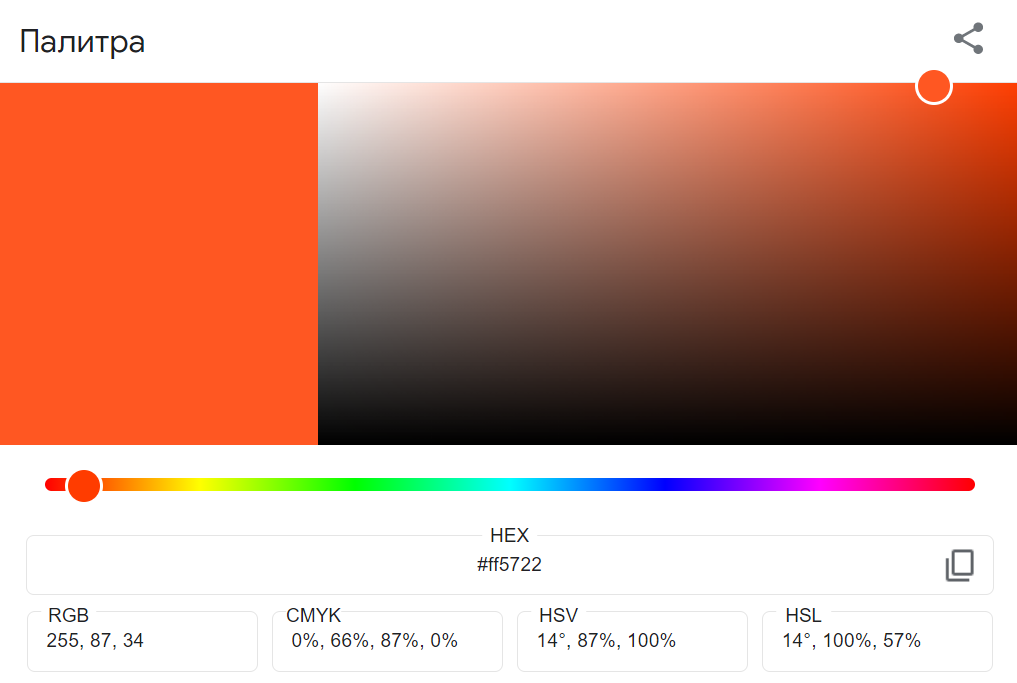 Палитра
HEX
#ff5722
RGB
255, 87, 34
CMYK
0%, 66%, 87%, 0%
HSV
14°, 87%, 100%
HSL
14°, 100%, 57%